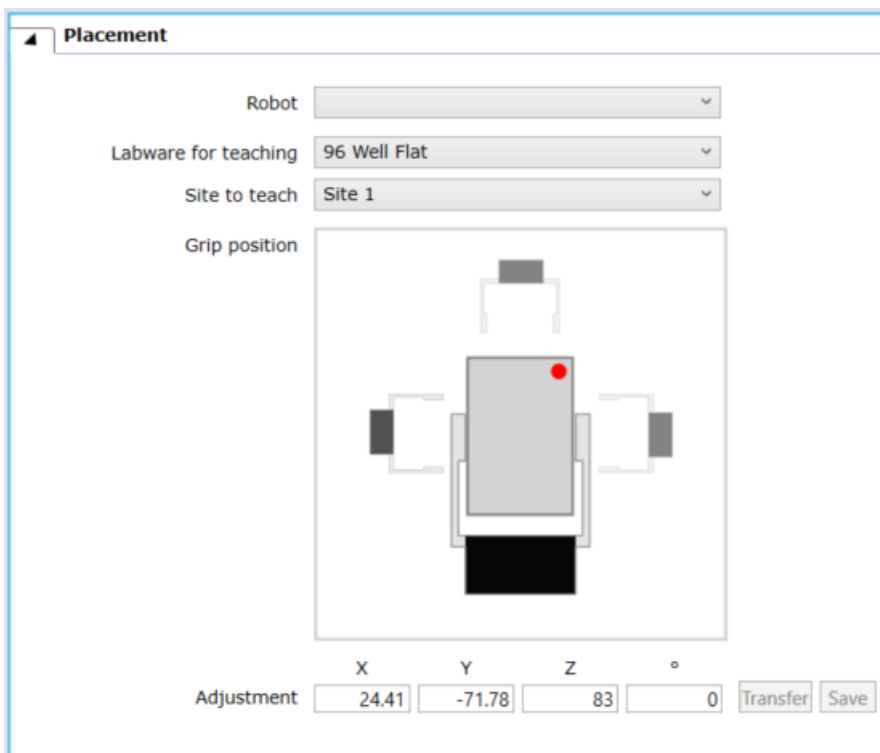 Placement
Robot
Labware for teaching 96 Well Flat
Site to teach Site 1
Grip position
X Y Z °
Adjustment 24.41 -71.78 83 0 Transfer Save